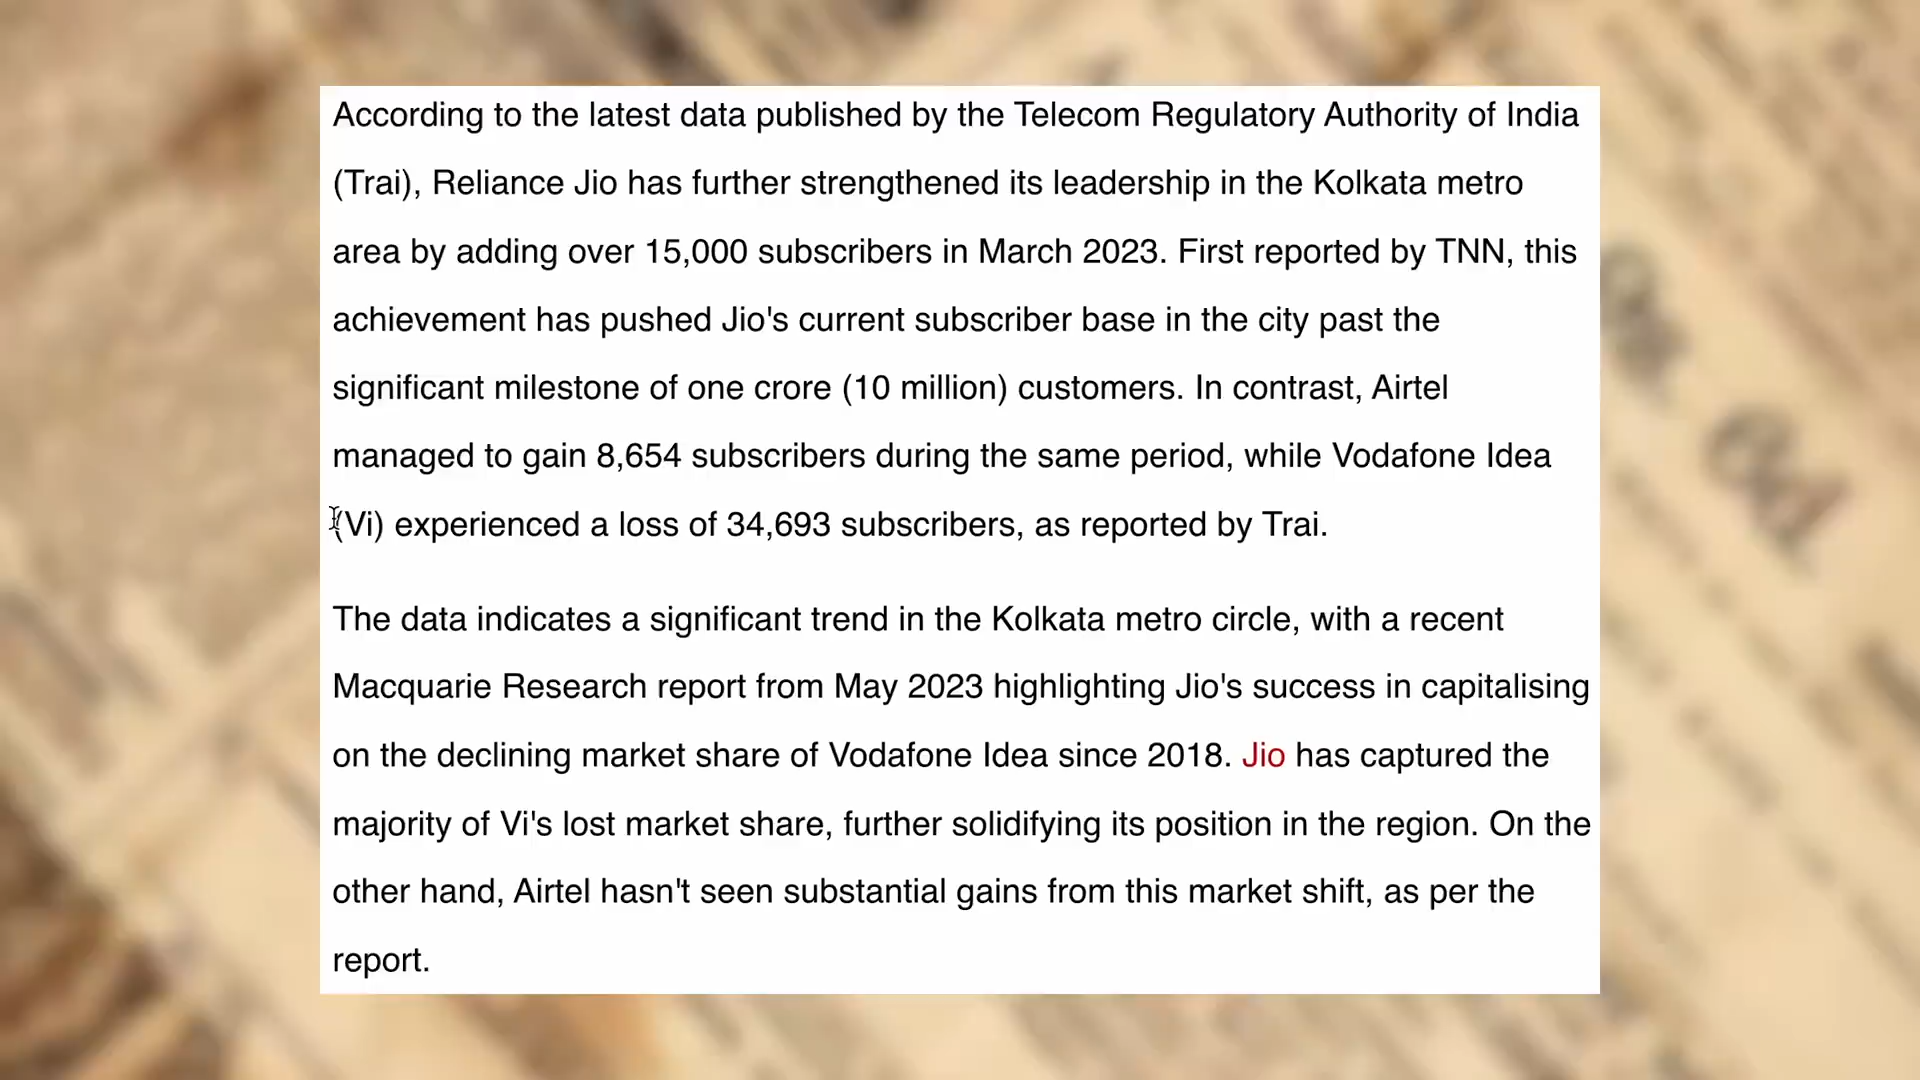 According to the latest data published by the Telecom Regulatory Authority of India
(Trai), Reliance Jio has further strengthened its leadership in the Kolkata metro
area by adding over 15,000 subscribers in March 2023. First reported by TNN, this
achievement has pushed Jio's current subscriber base in the city past the
significant milestone of one crore (10 million) customers. In contrast, Airtel
managed to gain 8,654 subscribers during the same period, while Vodafone Idea
(Vi) experienced a loss of 34,693 subscribers, as reported by Trai.
The data indicates a significant trend in the Kolkata metro circle, with a recent
Macquarie Research report from May 2023 highlighting Jio's success in capitalising
on the declining market share of Vodafone Idea since 2018. Jio has captured the
majority of Vi's lost market share, further solidifying its position in the region. On the
other hand, Airtel hasn't seen substantial gains from this market shift, as per the
report.